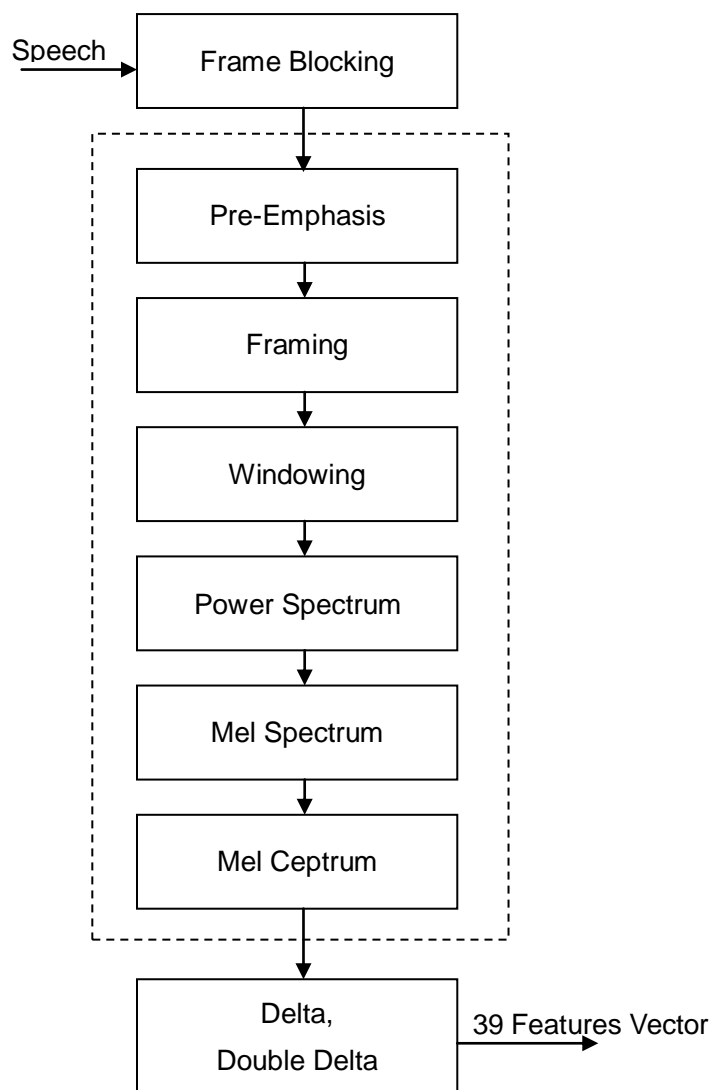 Speech
Frame Blocking
Pre-Emphasis
Framing
Windowing
Power Spectrum
Mel Spectrum
Mel Ceptrum
Delta,
Double Delta
39 Features Vector